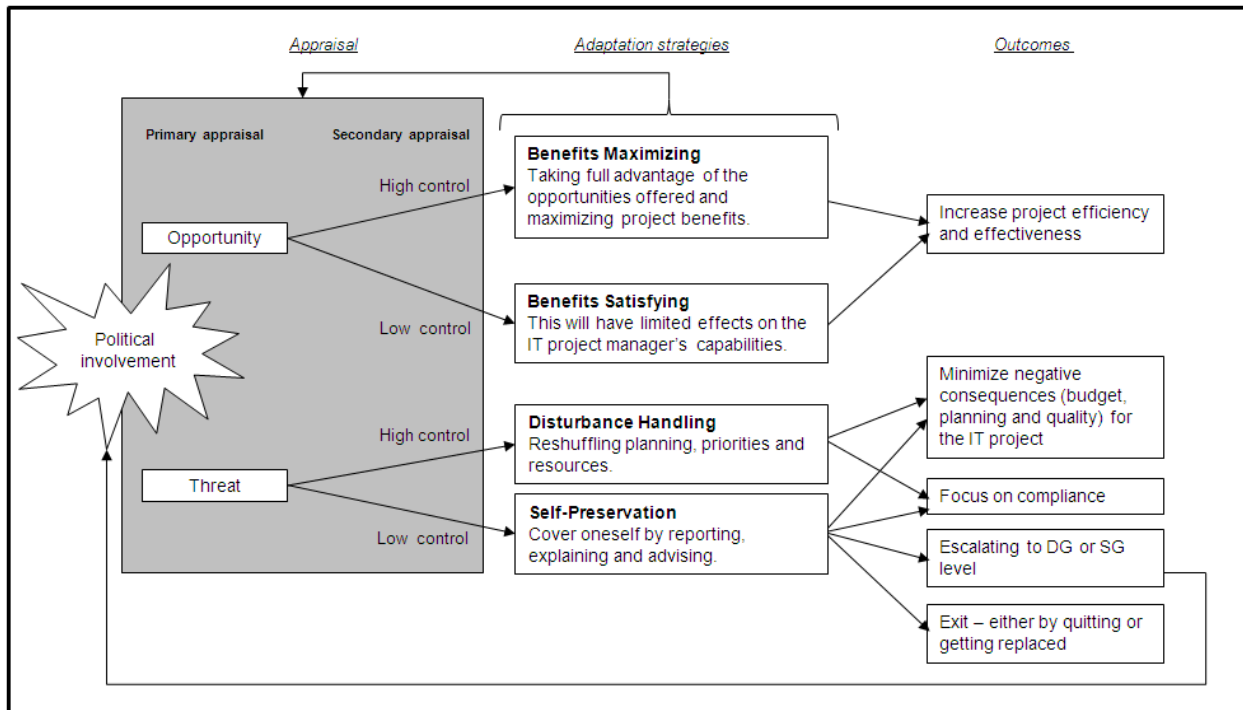 Appraisal
Adaptation strategies
Outcomes
Primary appraisal
Secondary appraisal
Political
involvement
Opportunity
Threat
High control
Low control
High control
Low control
Benefits Maximizing
Taking full advantage of the
opportunities offered and
maximizing project benefits.
Benefits Satisfying
This will have limited effects on the
IT project manager's capabilities.
Disturbance Handling
Reshuffling planning, priorities and
resources.
Self-Preservation
Cover oneself by reporting,
explaining and advising.
Increase project efficiency
and effectiveness
Minimize negative
consequences (budget,
planning and quality) for
the IT project
Focus on compliance
Escalating to DG or SG
level
Exit – either by quitting or
getting replaced